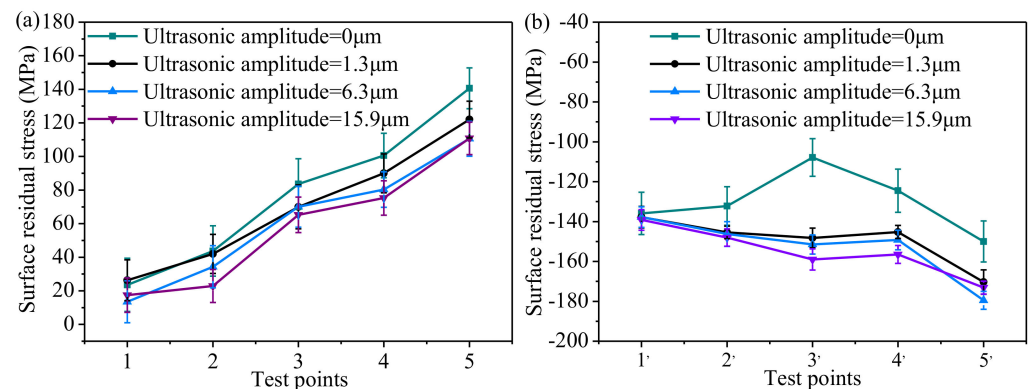 (a)
180
160
140
120
100
80
60
40
20
0
Surface residual stress (MPa)
Ultrasonic amplitude=0μm
Ultrasonic amplitude=1.3μm
Ultrasonic amplitude=6.3μm
Ultrasonic amplitude=15.9μm
1 2 3 4 5
Test points
(b)
-40
-60
-80
-100
-120
-140
-160
-180
-200
Surface residual stress (MPa)
Ultrasonic amplitude=0μm
Ultrasonic amplitude=1.3μm
Ultrasonic amplitude=6.3μm
Ultrasonic amplitude=15.9μm
1’ 2’ 3’ 4’ 5’
Test points